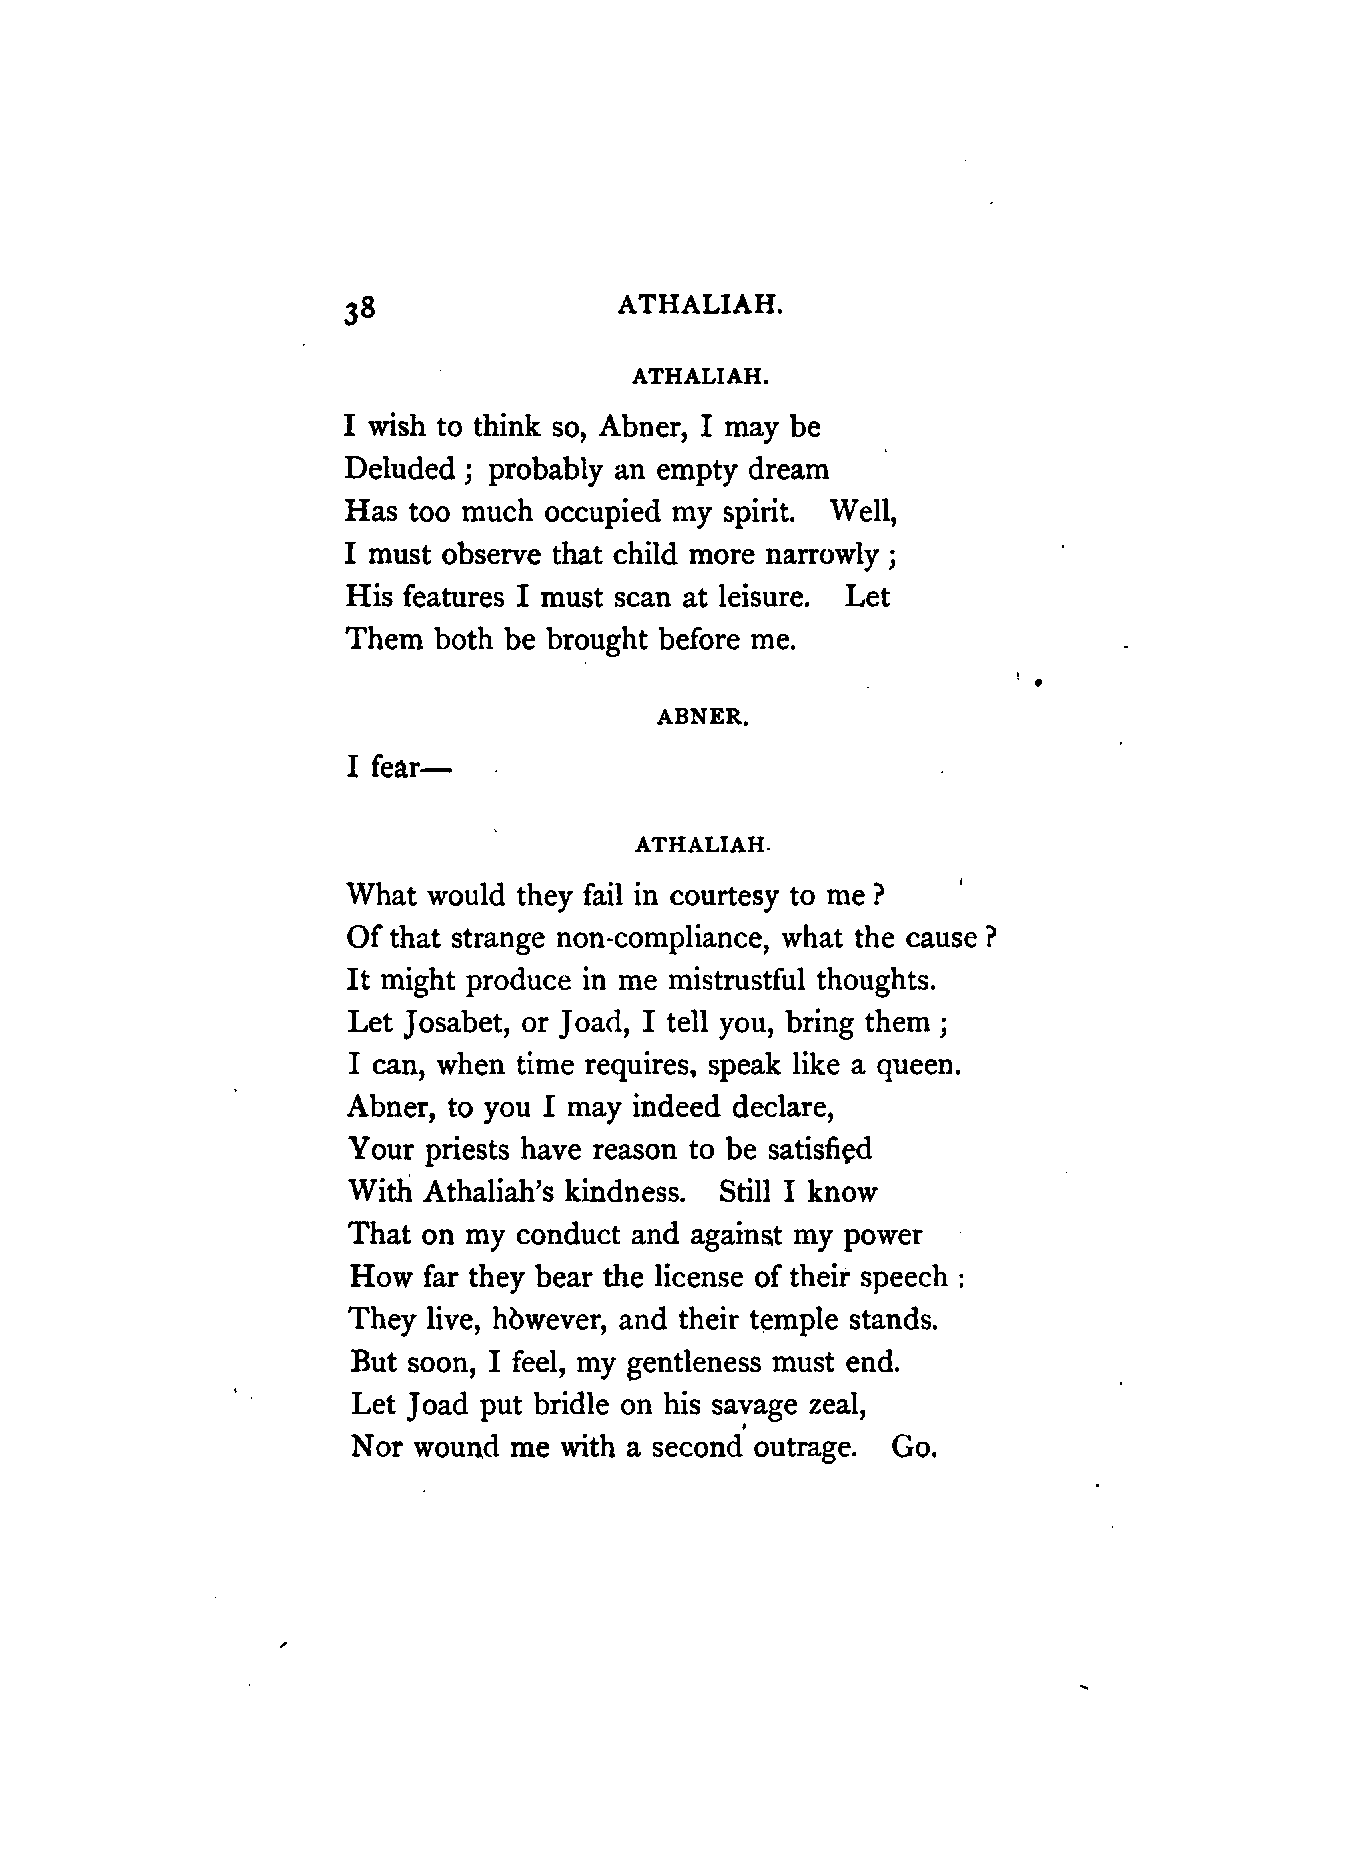 38 ATHALIAH.
ATHALIAH.
I wish to think so, Abner, I may be
Deluded ; probably an empty dream
Has too much occupied my spirit. Well,
I must observe that child more narrowly ;
His features I must scan at leisure. Let
Them both be brought before me.
ABNER.
I fear—
ATHALIAH.
What would they fail in courtesy to me ?
Of that strange non-compliance, what the cause ?
It might produce in me mistrustful thoughts.
Let Josabet, or Joad, I tell you, bring them ;
I can, when time requires, speak like a queen.
Abner, to you I may indeed declare,
Your priests have reason to be satisfied
With Athaliah's kindness. Still I know
That on my conduct and against my power
How far they bear the license of their speech :
They live, however, and their temple stands.
But soon, I feel, my gentleness must end.
Let Joad put bridle on his savage zeal,
Nor wound me with a second outrage. Go.